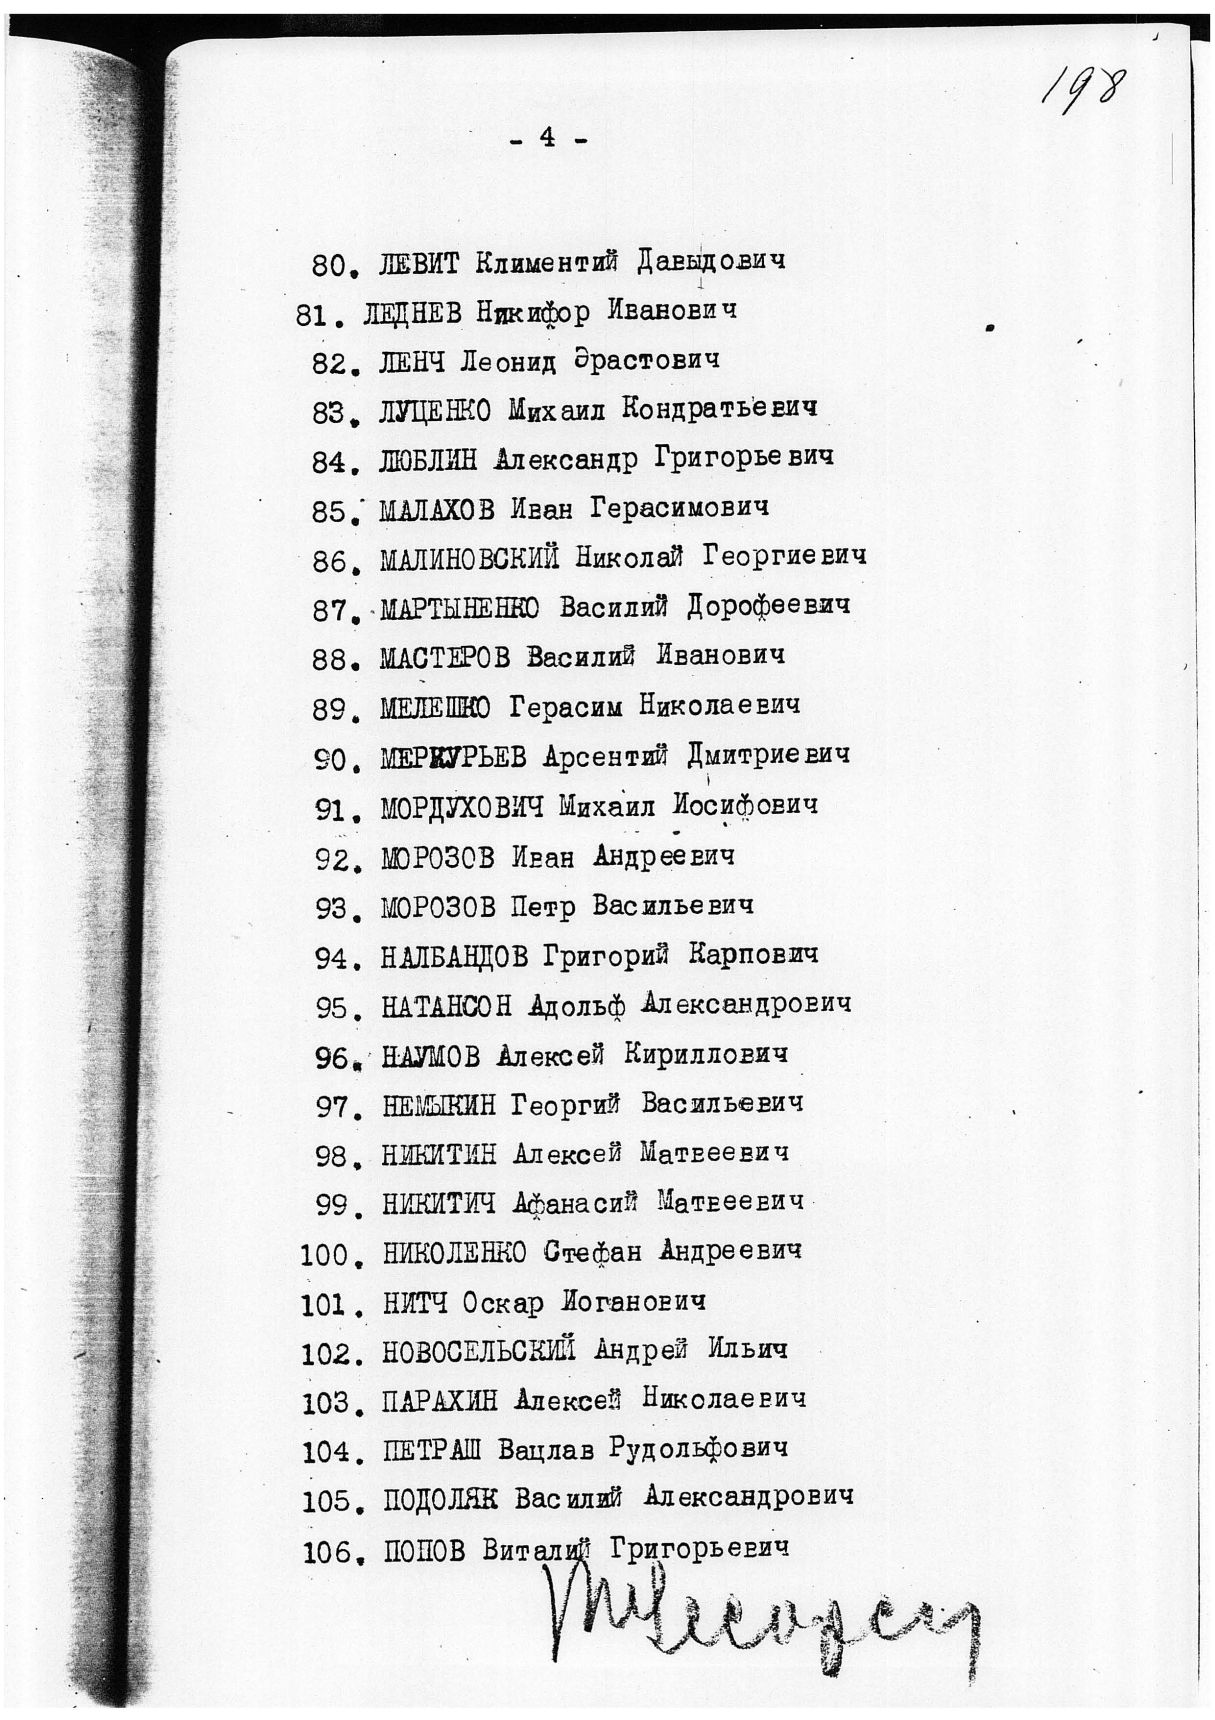 198
- 4 -
80. ЛЕВИТ Климентий Давыдович
81. ЛЕДНЕВ Никифор Иванович
82. ЛЕНЧ Леонид Эрастович
83. ЛУЦЕНКО Михаил Кондратьевич
84. ЛЮБЛИН Александр Григорьевич
85. МАЛАХОВ Иван Герасимович
86. МАЛИНОВСКИЙ Николай Георгиевич
87. МАРТЫНЕНКО Василий Дорофеевич
88. МАСТЕРОВ Василий Иванович
89. МЕЛЕШКО Герасим Николаевич
90. МЕРКУРЬЕВ Арсентий Дмитриевич
91. МОРДУХОВИЧ Михаил Иосифович
92. МОРОЗОВ Иван Андреевич
93. МОРОЗОВ Петр Васильевич
94. НАЛБАНДОВ Григорий Карпович
95. НАТАНСОН Адольф Александрович
96. НАУМОВ Алексей Кириллович
97. НЕМЫКИН Георгий Васильевич
98. НИКИТИН Алексей Матвеевич
99. НИКИТИЧ Афанасий Матвеевич
100. НИКОЛЕНКО Стефан Андреевич
101. НИТЧ Оскар Иоганович
102. НОВОСЕЛЬСКИЙ Андрей Ильич
103. ПАРАХИН Алексей Николаевич
104. ПЕТРАШ Вацлав Рудольфович
105. ПОДОЛЯК Василий Александрович
106. ПОПОВ Виталий Григорьевич